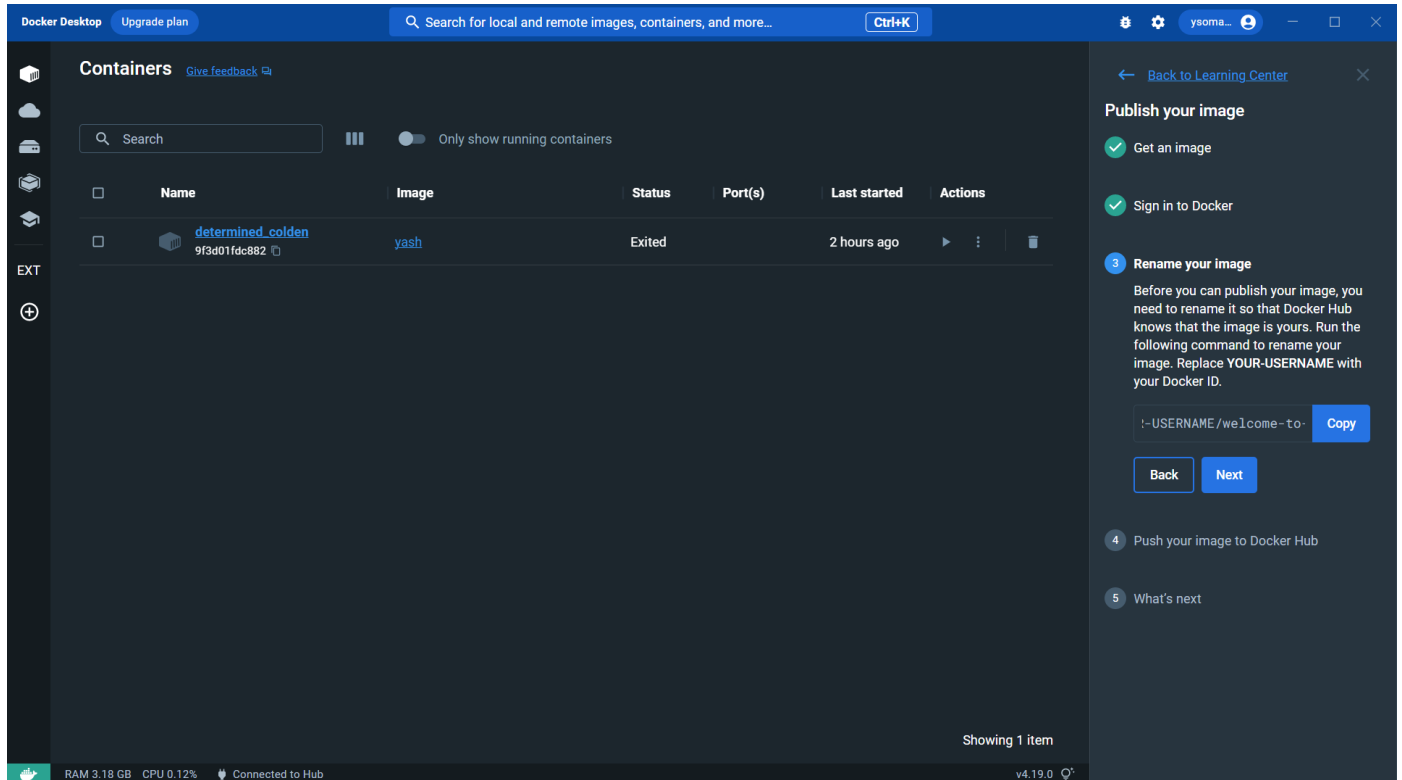 Docker Desktop Upgrade plan
Search for local and remote images, containers, and more... Ctrl+K
ysoma...
Containers Give feedback
Search
Only show running containers
Name Image Status Port(s) Last started Actions
determined_colden
9f3d01fdc882
yash Exited 2 hours ago
EXT
Showing 1 item
Back to Learning Center
Publish your image
Get an image
Sign in to Docker
3 Rename your image
Before you can publish your image, you
need to rename it so that Docker Hub
knows that the image is yours. Run the
following command to rename your
image. Replace YOUR-USERNAME with
your Docker ID.
-USERNAME/welcome-to- Copy
Back Next
4 Push your image to Docker Hub
5 What's next
RAM 3.18 GB CPU 0.12% Connected to Hub v4.19.0